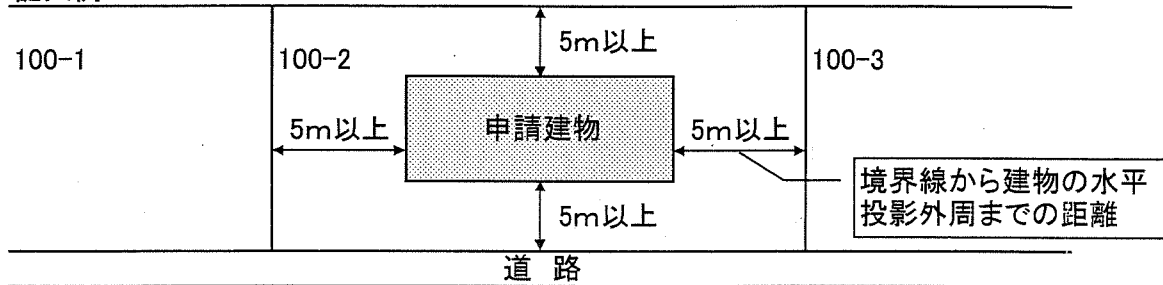 5m以上
100-1
100-2
100-3
5m以上
申請建物
5m以上
境界線から建物の水平
投影外周までの距離
5m以上
道 路